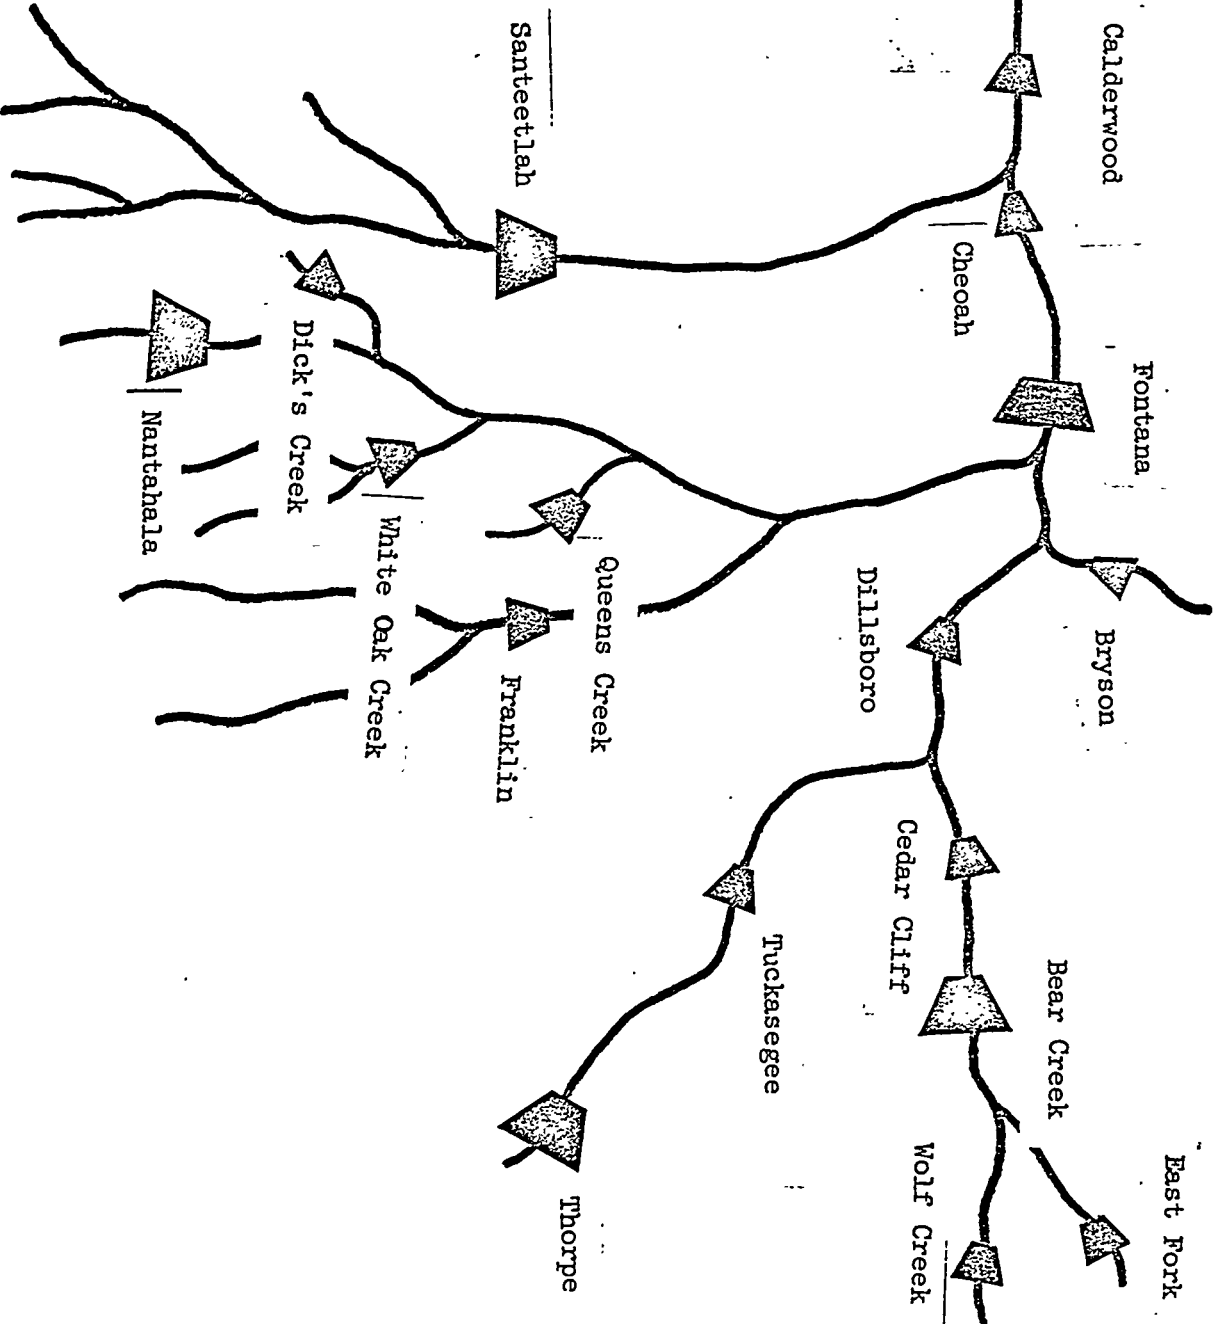 Calderwood
Santeetlah
Cheoah
Fontana
Dick's Creek
Nantahala
White Oak Creek
Queens Creek
Franklin
Dillsboro
Bryson
Cedar Cliff
Tuckasegee
Bear Creek
Wolf Creek
East Fork
Thorpe